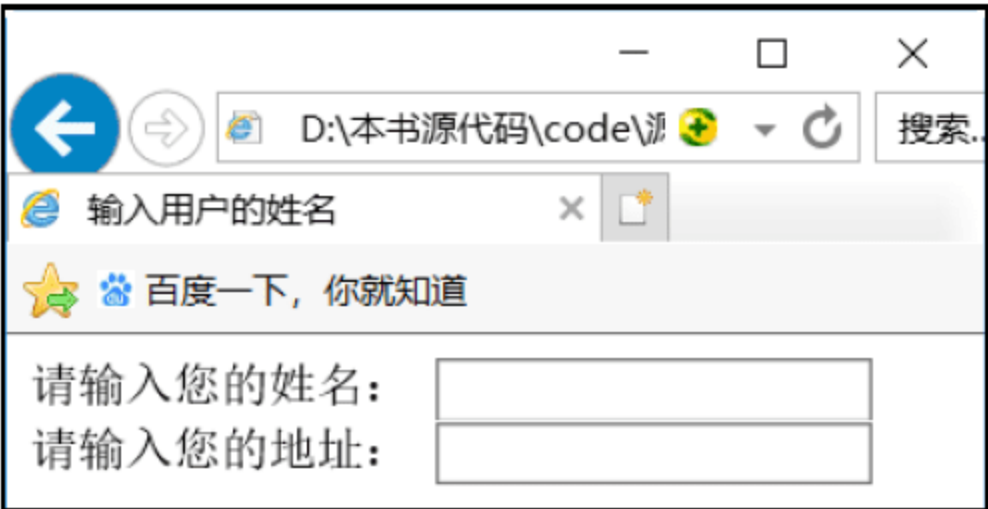 D:\本书源代码\code\源
搜索...
输入用户的姓名
百度一下，你就知道
请输入您的姓名：
请输入您的地址：